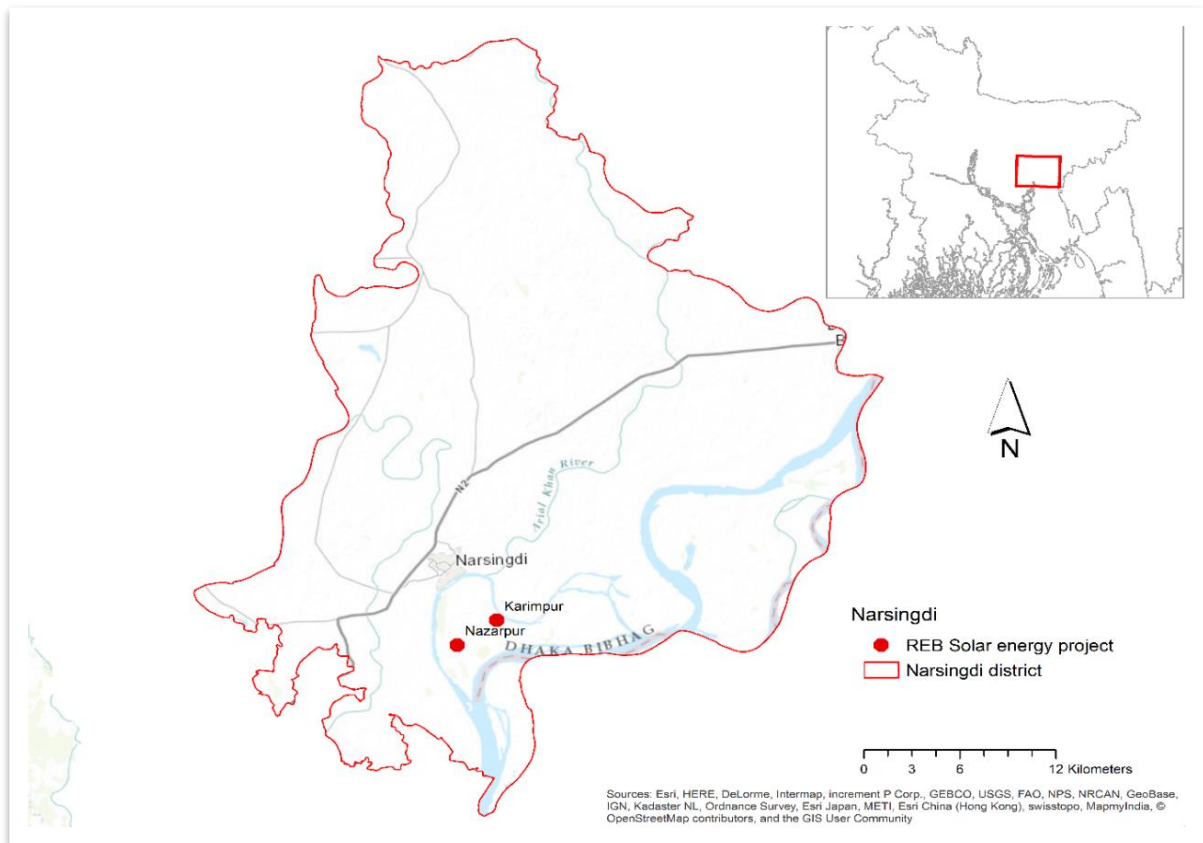 B
N
N2
Arial Khan River
Narsingdi
Karimpur
Nazarpur
DHAKA BIBHAG
Narsingdi
REB Solar energy project
Narsingdi district
0 3 6 12 Kilometers
Sources: Esri, HERE, DeLorme, Intermap, increment P Corp., GEBCO, USGS, FAO, NPS, NRCAN, GeoBase,
IGN, Kadaster NL, Ordnance Survey, Esri Japan, METI, Esri China (Hong Kong), swisstopo, MapmyIndia, ©
OpenStreetMap contributors, and the GIS User Community